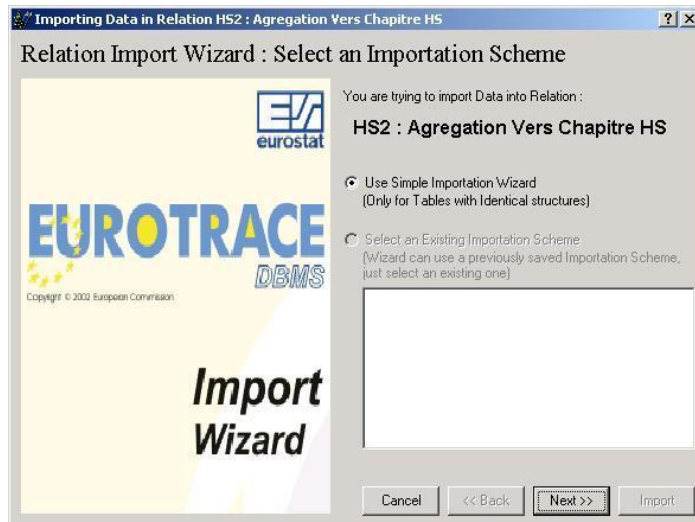 Importing Data in Relation HS2 : Agregation Vers Chapitre HS
Relation Import Wizard : Select an Importation Scheme
eurostat
EUROTRACE
DBMS
Copyright © 2002 European Commission
Import
Wizard
You are trying to import Data into Relation :
HS2 : Agregation Vers Chapitre HS
Use Simple Importation Wizard
(Only for Tables with Identical structures)
Select an Existing Importation Scheme
(Wizard can use a previously saved Importation Scheme,
just select an existing one)
Cancel
<< Back
Next >>
Import